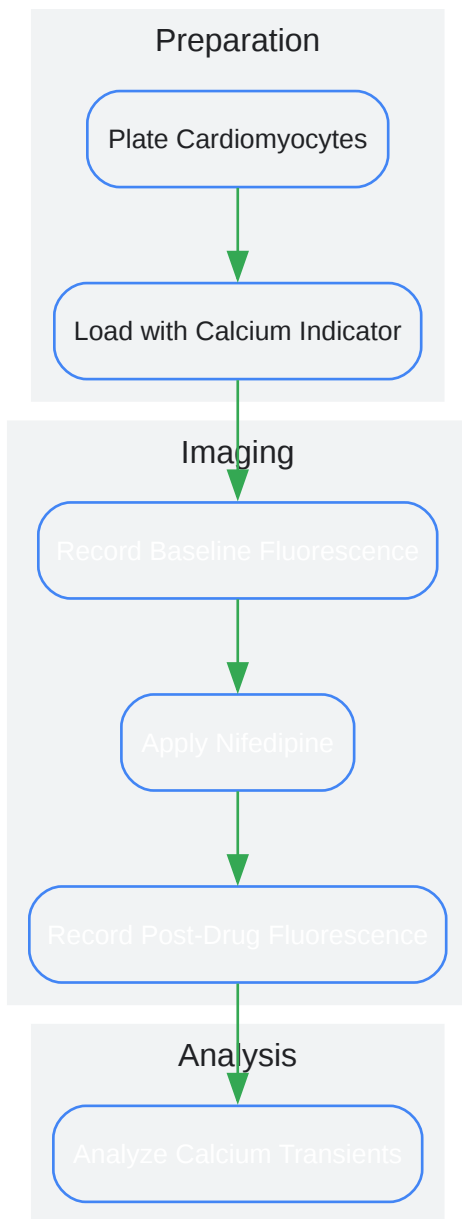 Preparation
Plate Cardiomyocytes
Load with Calcium Indicator
Imaging
Record Baseline Fluorescence
Apply Nifedipine
Record Post-Drug Fluorescence
Analysis
Analyze Calcium Transients